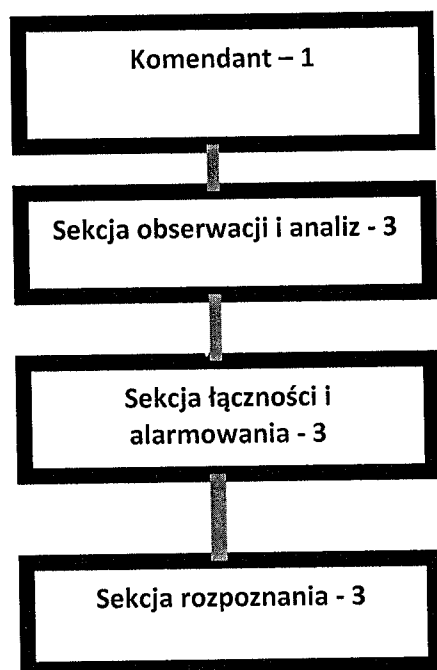 Komendant – 1
Sekcja obserwacji i analiz - 3
Sekcja łączności i
alarmowania - 3
Sekcja rozpoznania - 3